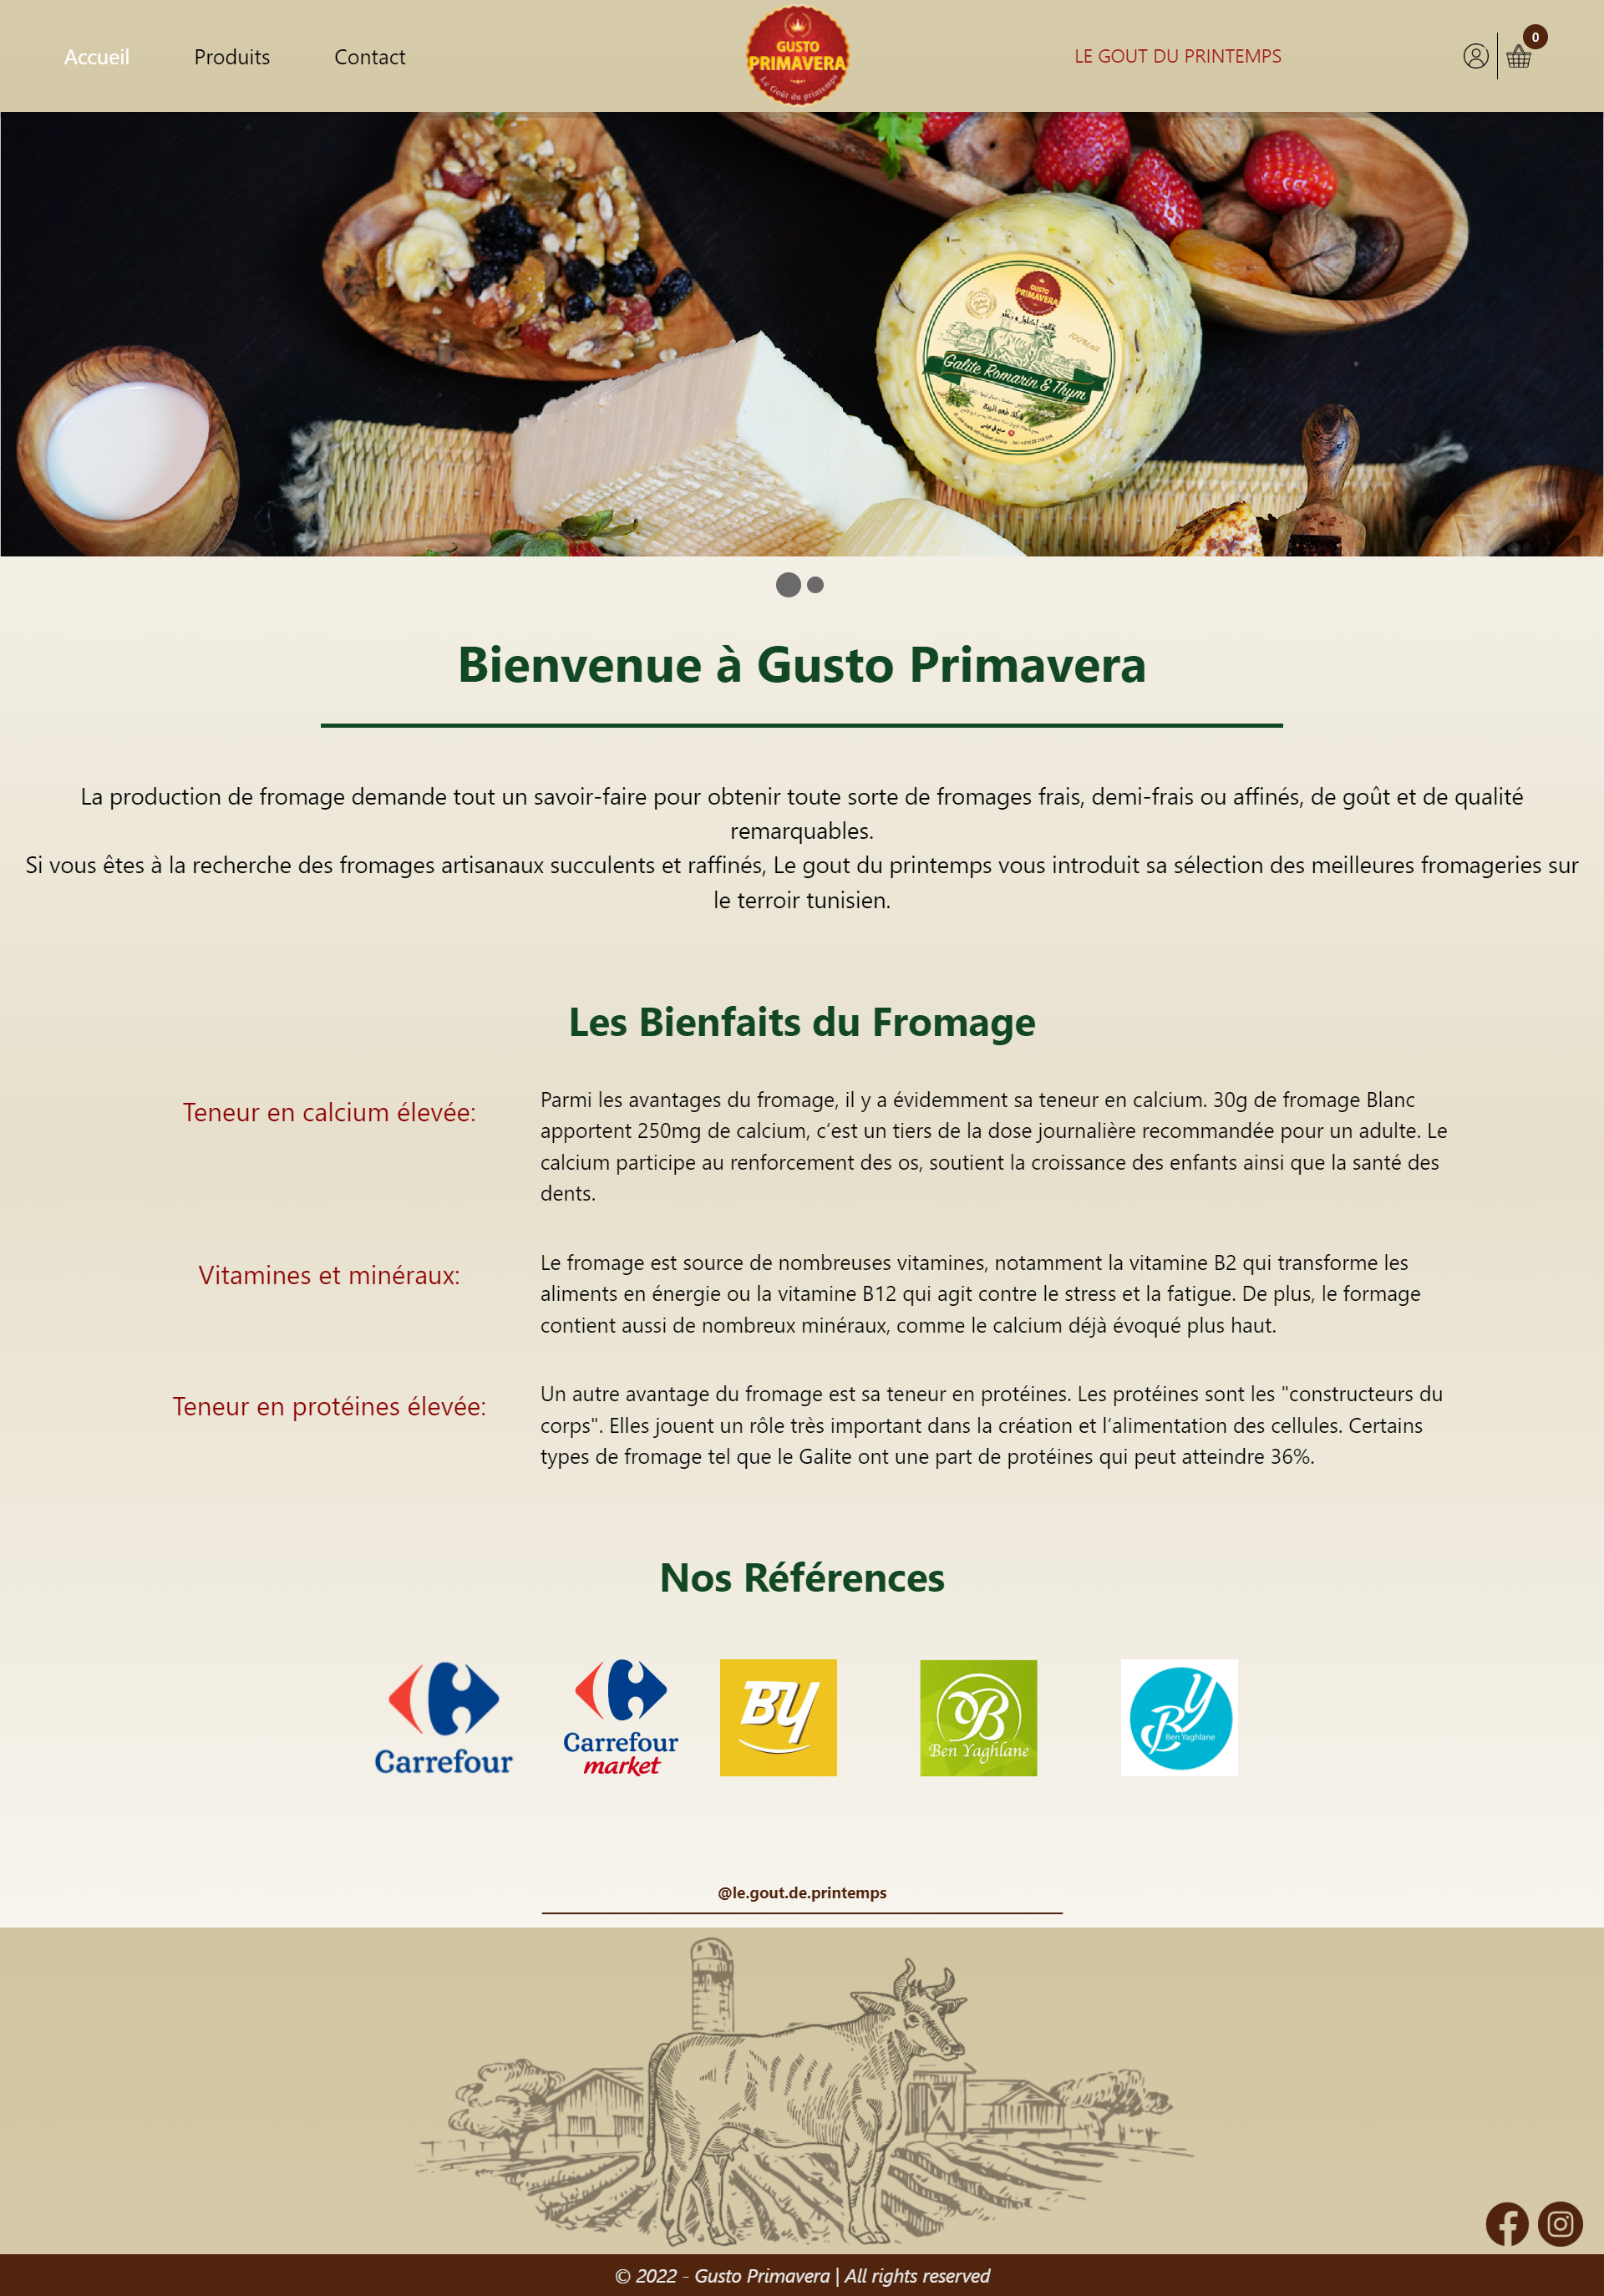 Accueil
Produits
Contact
GUSTO
PRIMAVERA
Le Goût du printemps
LE GOUT DU PRINTEMPS
0
GUSTO
PRIMAVERA
100% Lait
Galite Romarin & Thym
Bienvenue à Gusto Primavera
La production de fromage demande tout un savoir-faire pour obtenir toute sorte de fromages frais, demi-frais ou affinés, de goût et de qualité
remarquables.
Si vous êtes à la recherche des fromages artisanaux succulents et raffinés, Le gout du printemps vous introduit sa sélection des meilleures fromageries sur
le terroir tunisien.
Les Bienfaits du Fromage
Teneur en calcium élevée:
Parmi les avantages du fromage, il y a évidemment sa teneur en calcium. 30g de fromage Blanc
apportent 250mg de calcium, c’est un tiers de la dose journalière recommandée pour un adulte. Le
calcium participe au renforcement des os, soutient la croissance des enfants ainsi que la santé des
dents.
Vitamines et minéraux:
Le fromage est source de nombreuses vitamines, notamment la vitamine B2 qui transforme les
aliments en énergie ou la vitamine B12 qui agit contre le stress et la fatigue. De plus, le formage
contient aussi de nombreux minéraux, comme le calcium déjà évoqué plus haut.
Teneur en protéines élevée:
Un autre avantage du fromage est sa teneur en protéines. Les protéines sont les "constructeurs du
corps". Elles jouent un rôle très important dans la création et l‘alimentation des cellules. Certains
types de fromage tel que le Galite ont une part de protéines qui peut atteindre 36%.
Nos Références
Carrefour
Carrefour
market
BY
B
Ben Yaghlane
BY
Ben Yaghlane
@le.gout.de.printemps
© 2022 - Gusto Primavera | All rights reserved